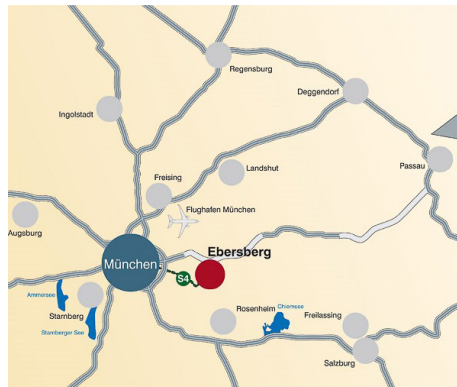 Regensburg
Deggendorf
Ingolstadt
Passau
Landshut
Freising
Flughafen München
Augsburg
Ebersberg
München
S4
Ammersee
Starnberg
Starnberger See
Rosenheim
Chiemsee
Freilassing
Salzburg